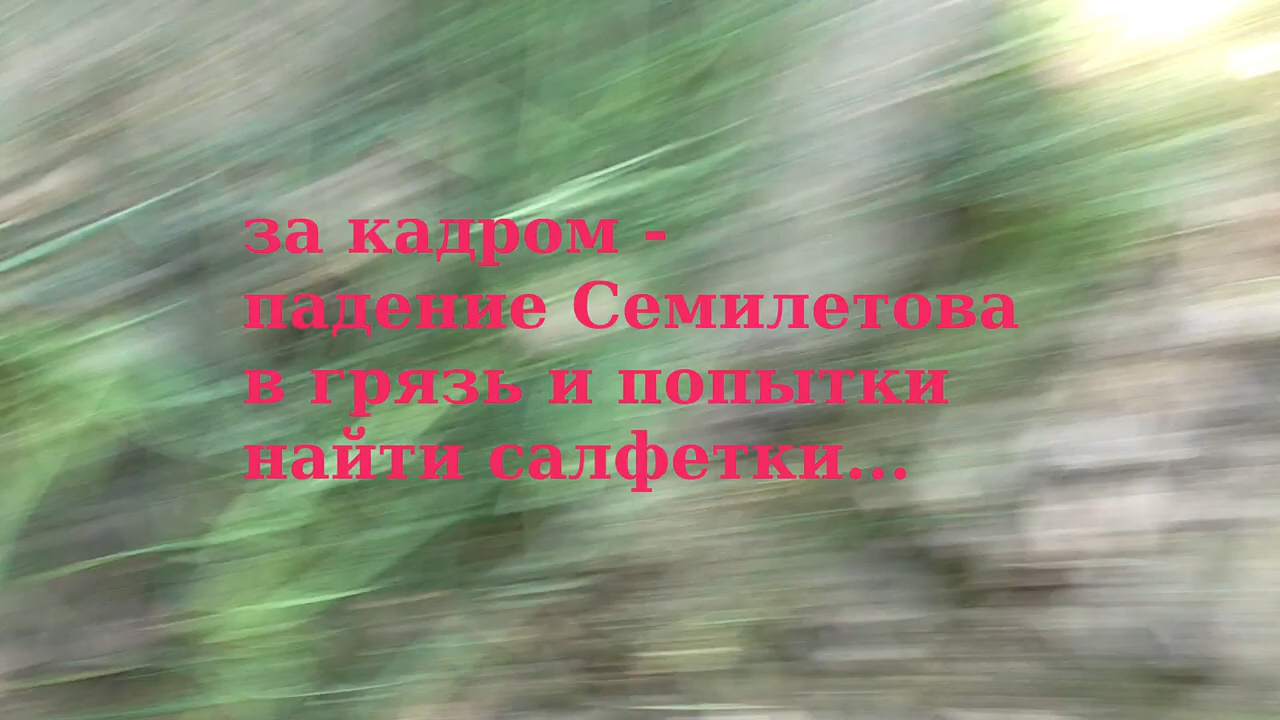 за кадром -
падение Семилетова
в грязь и попытки
найти салфетки...